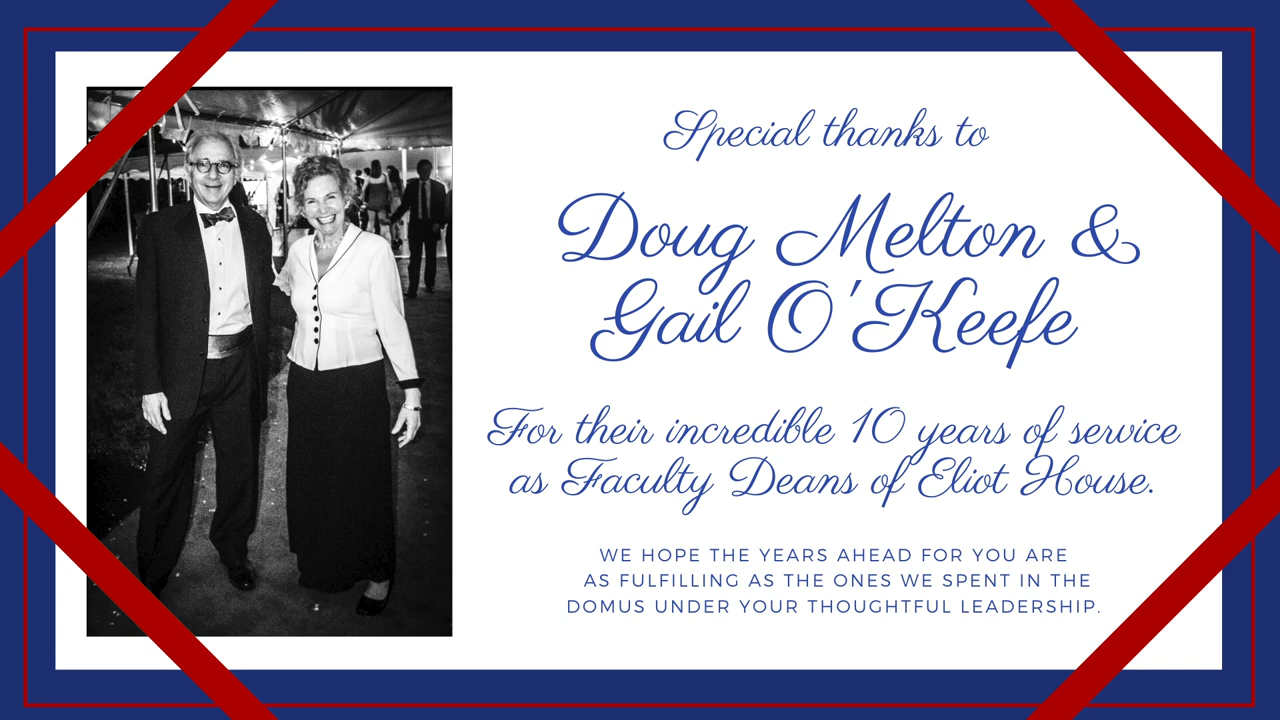 Special thanks to
Doug Melton &
Gail O'Keefe
For their incredible 10 years of service
as Faculty Deans of Eliot House.
WE HOPE THE YEARS AHEAD FOR YOU ARE
AS FULFILLING AS THE ONES WE SPENT IN THE
DOMUS UNDER YOUR THOUGHTFUL LEADERSHIP.